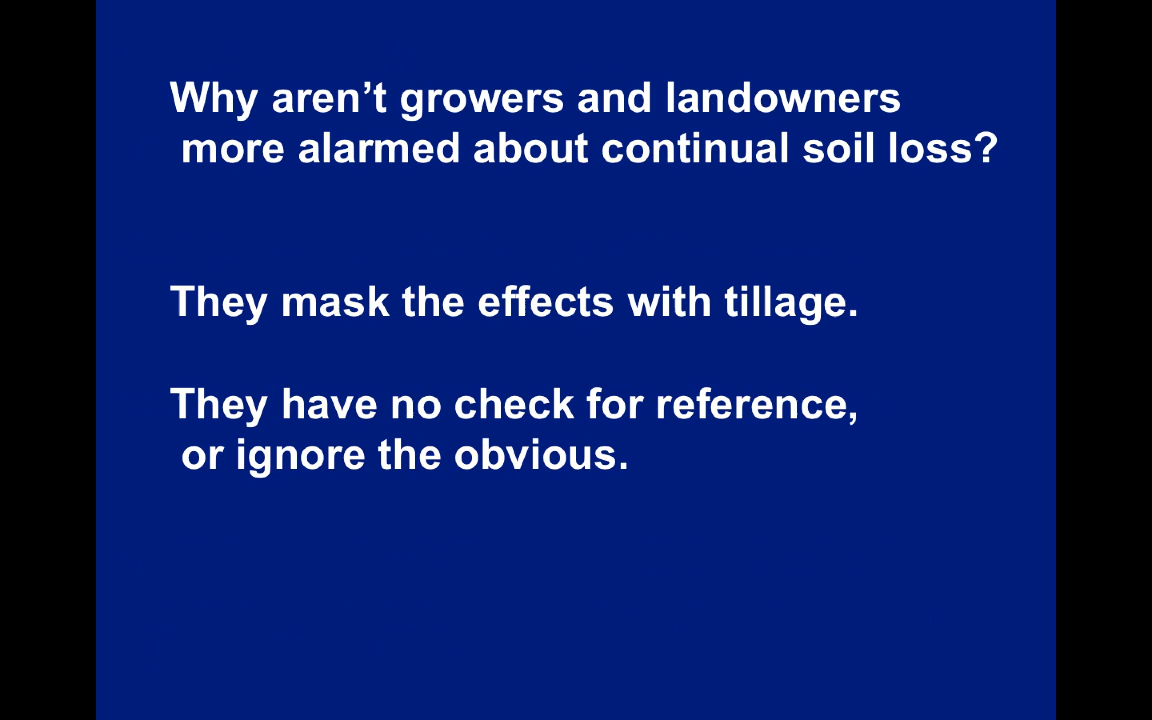 Why aren’t growers and landowners
more alarmed about continual soil loss?
They mask the effects with tillage.
They have no check for reference,
or ignore the obvious.